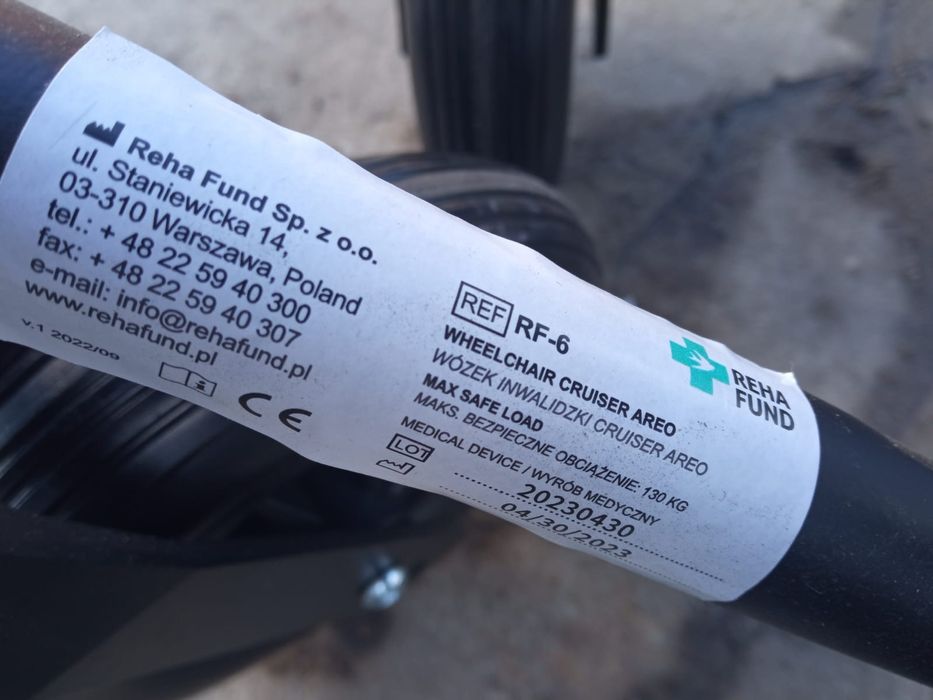 Reha Fund Sp. z o.o.
ul. Staniewicka 14,
03-310 Warszawa, Poland
tel.: + 48 22 59 40 300
fax: + 48 22 59 40 307
e-mail: info@rehafund.pl
www.rehafund.pl
v.1 2022/09
CE
REF RF-6
WHEELCHAIR CRUISER AREO
WÓZEK INWALIDZKI CRUISER AREO
MAX SAFE LOAD
MAKS. BEZPIECZNE OBCIĄŻENIE: 130 KG
MEDICAL DEVICE / WYRÓB MEDYCZNY
LOT 20230430
04/30/2023
REHA
FUND